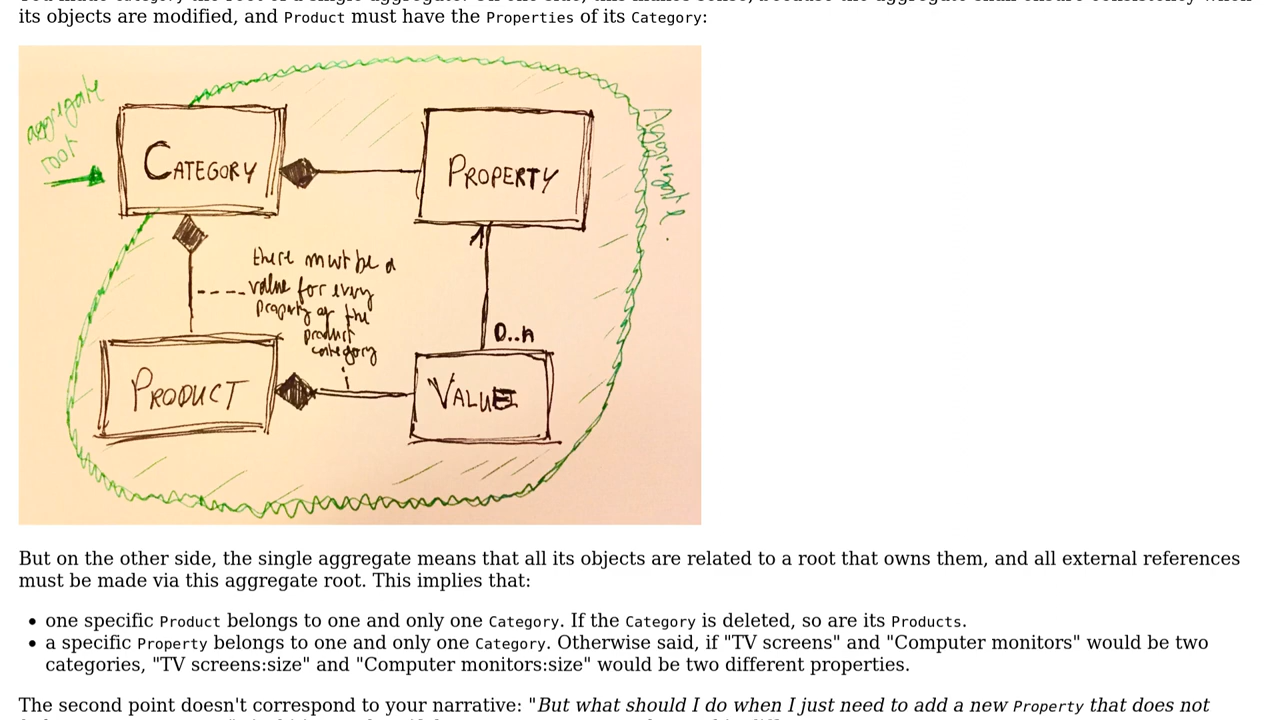 its objects are modified, and Product must have the Properties of its Category:
aggregate
root
CATEGORY
PROPERTY
Aggregate.
there must be a
value for every
property of the
product
category
0..n
PRODUCT
VALUE
But on the other side, the single aggregate means that all its objects are related to a root that owns them, and all external references
must be made via this aggregate root. This implies that:
• one specific Product belongs to one and only one Category. If the Category is deleted, so are its Products.
• a specific Property belongs to one and only one Category. Otherwise said, if "TV screens" and "Computer monitors" would be two
categories, "TV screens:size" and "Computer monitors:size" would be two different properties.
The second point doesn't correspond to your narrative: "But what should I do when I just need to add a new Property that does not